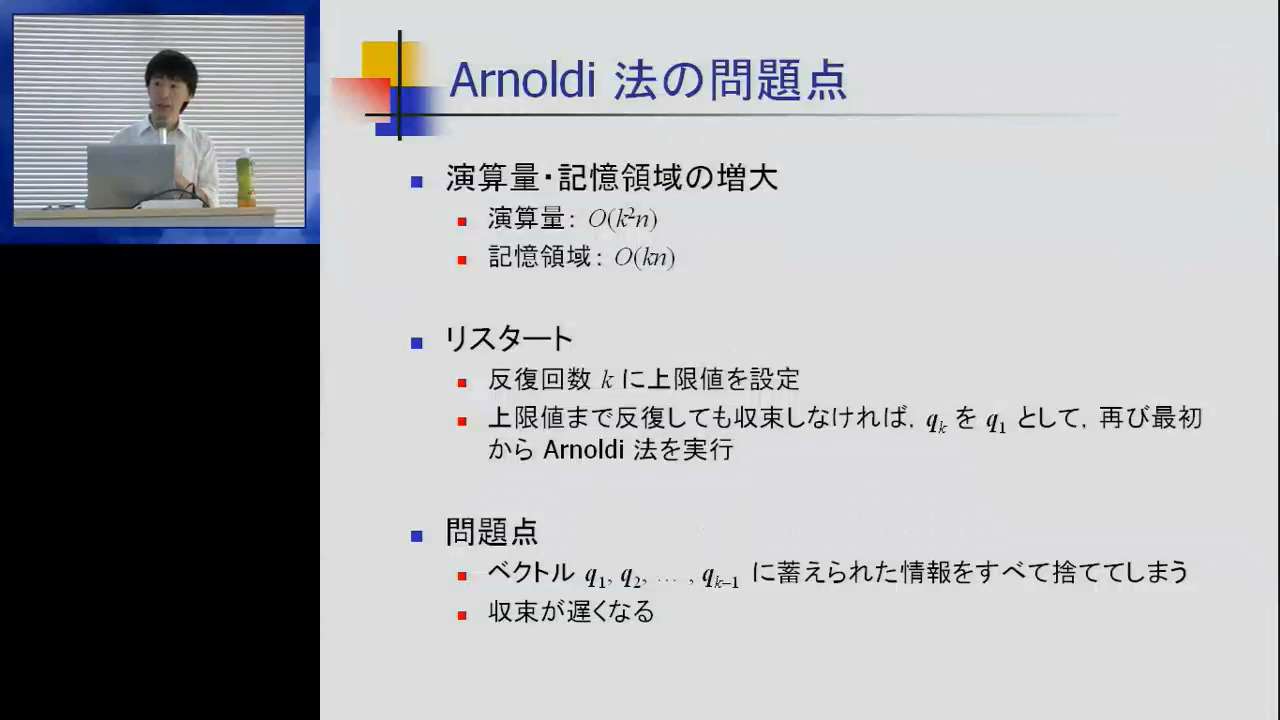 Arnoldi 法の問題点
演算量・記憶領域の増大
演算量： O(k²n)
記憶領域： O(kn)
リスタート
反復回数 k に上限値を設定
上限値まで反復しても収束しなければ，qₖ を q₁ として，再び最初
から Arnoldi 法を実行
問題点
ベクトル q₁, q₂, … , qₖ₋₁ に蓄えられた情報をすべて捨ててしまう
収束が遅くなる